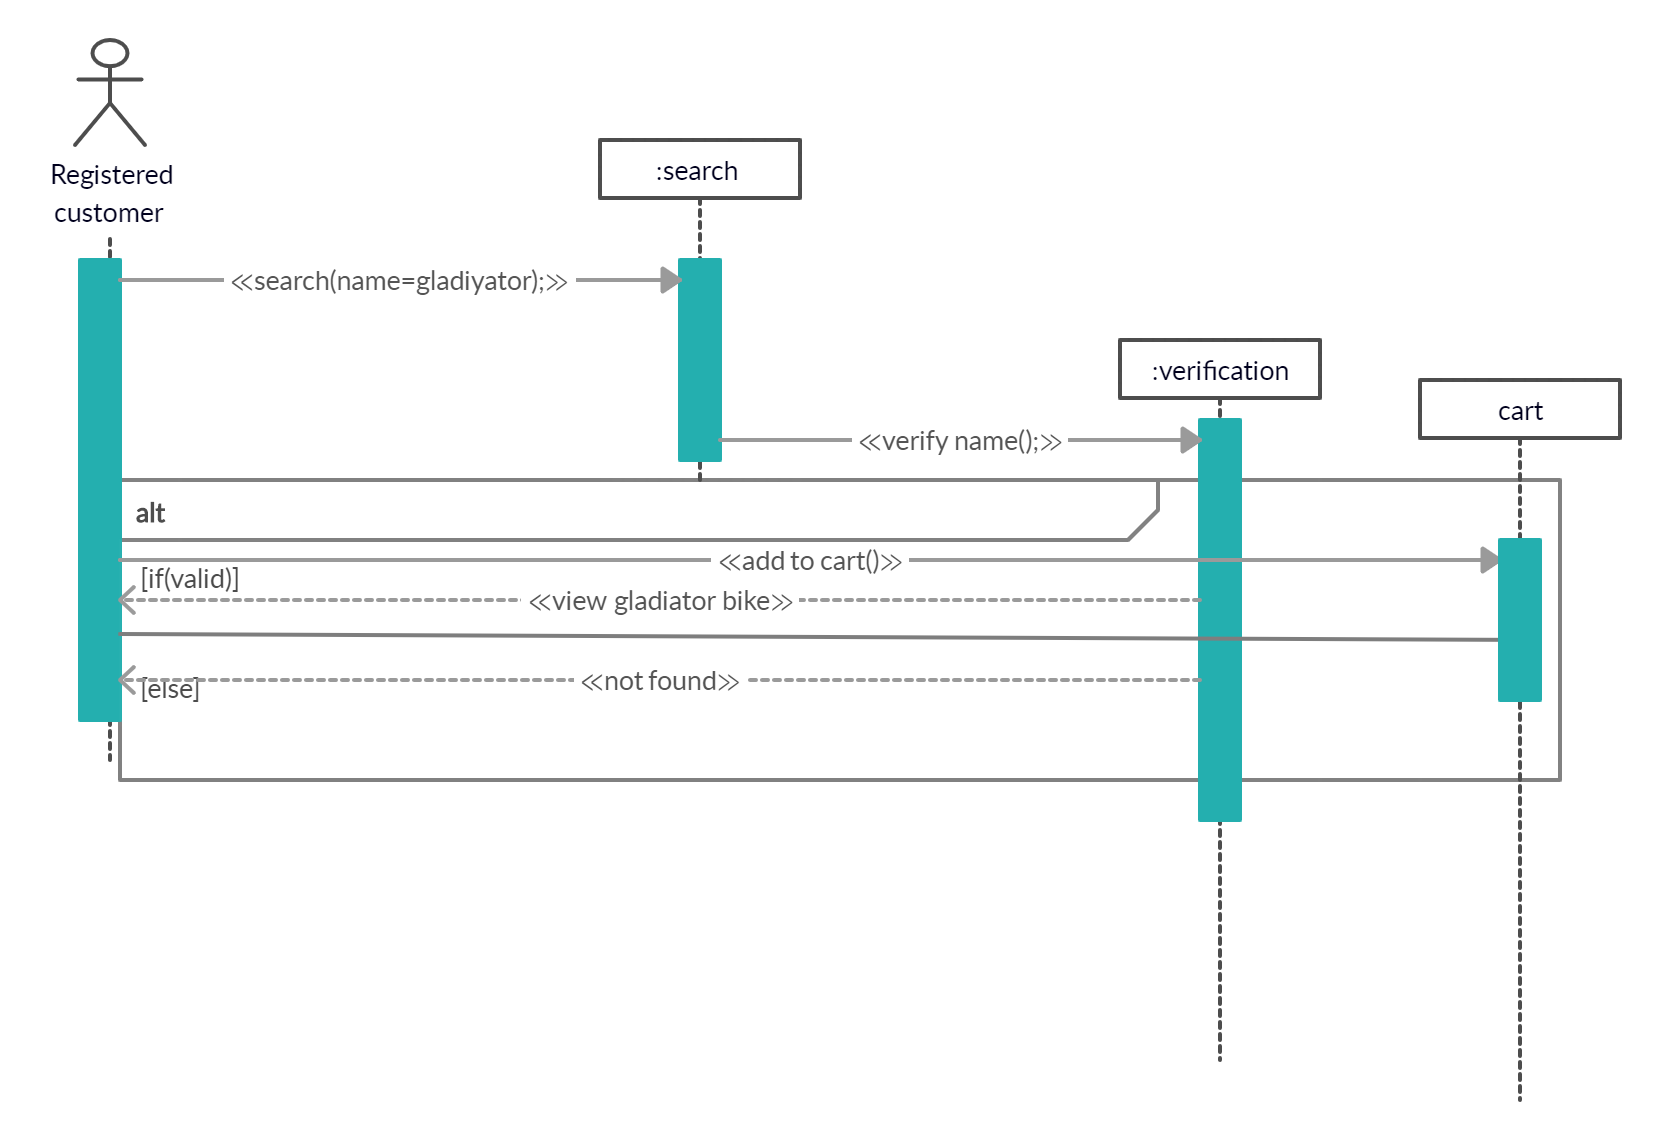 Registered
customer
:search
≪search(name=gladiyator);≫
:verification
cart
≪verify name();≫
alt
≪add to cart()≫
[if(valid)]
≪view gladiator bike≫
≪not found≫
[else]